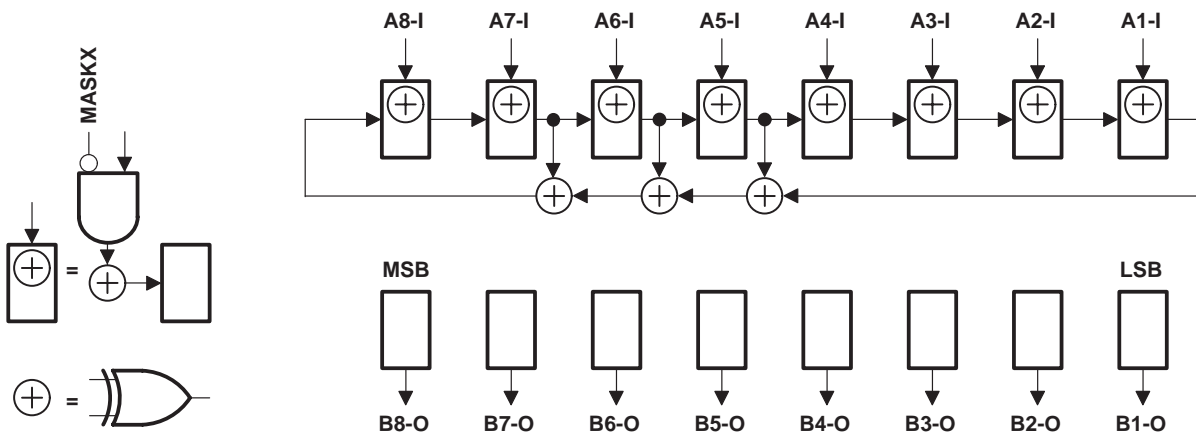 A8-I A7-I A6-I A5-I A4-I A3-I A2-I A1-I
MASKX
=
MSB LSB
=
B8-O B7-O B6-O B5-O B4-O B3-O B2-O B1-O